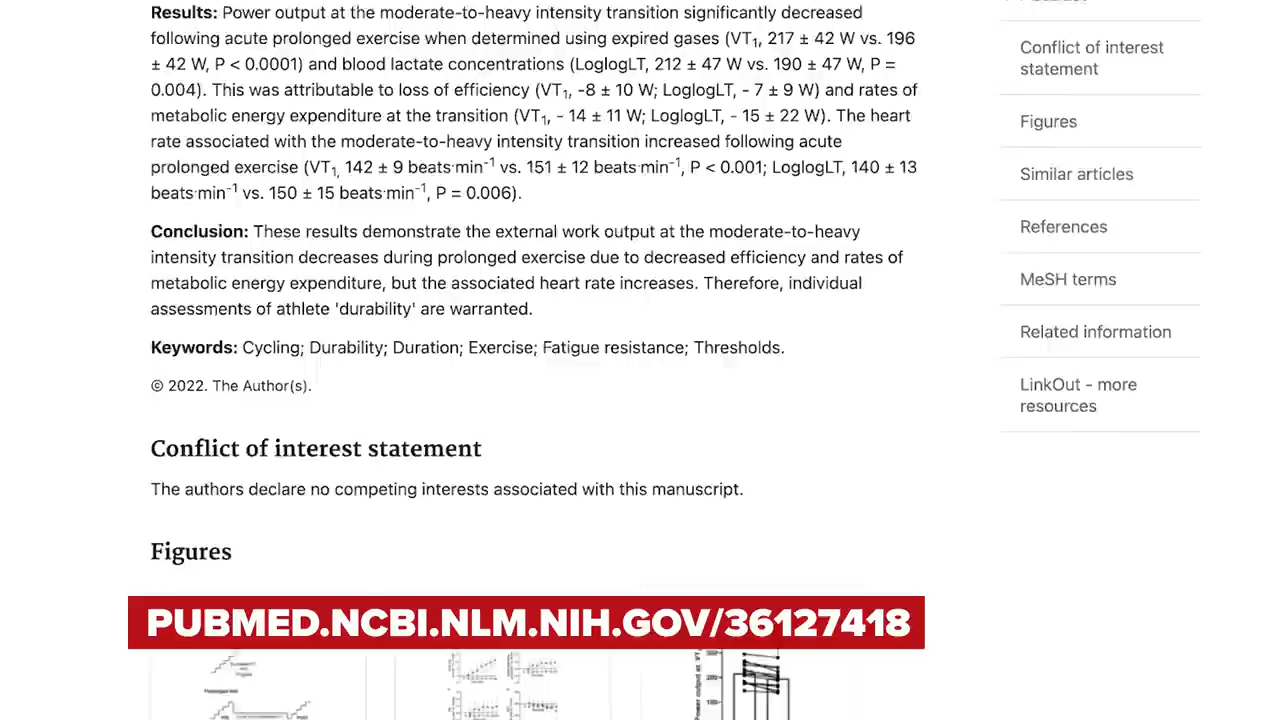 Results: Power output at the moderate-to-heavy intensity transition significantly decreased
following acute prolonged exercise when determined using expired gases (VT1, 217 ± 42 W vs. 196
± 42 W, P < 0.0001) and blood lactate concentrations (LoglogLT, 212 ± 47 W vs. 190 ± 47 W, P =
0.004). This was attributable to loss of efficiency (VT1, -8 ± 10 W; LoglogLT, - 7 ± 9 W) and rates of
metabolic energy expenditure at the transition (VT1, - 14 ± 11 W; LoglogLT, - 15 ± 22 W). The heart
rate associated with the moderate-to-heavy intensity transition increased following acute
prolonged exercise (VT1, 142 ± 9 beats·min-1 vs. 151 ± 12 beats·min-1, P < 0.001; LoglogLT, 140 ± 13
beats·min-1 vs. 150 ± 15 beats·min-1, P = 0.006).
Conclusion: These results demonstrate the external work output at the moderate-to-heavy
intensity transition decreases during prolonged exercise due to decreased efficiency and rates of
metabolic energy expenditure, but the associated heart rate increases. Therefore, individual
assessments of athlete 'durability' are warranted.
Keywords: Cycling; Durability; Duration; Exercise; Fatigue resistance; Thresholds.
© 2022. The Author(s).
Conflict of interest statement
The authors declare no competing interests associated with this manuscript.
Figures
PUBMED.NCBI.NLM.NIH.GOV/36127418
Power output at VT
200
100
Conflict of interest
statement
Figures
Similar articles
References
MeSH terms
Related information
LinkOut - more
resources